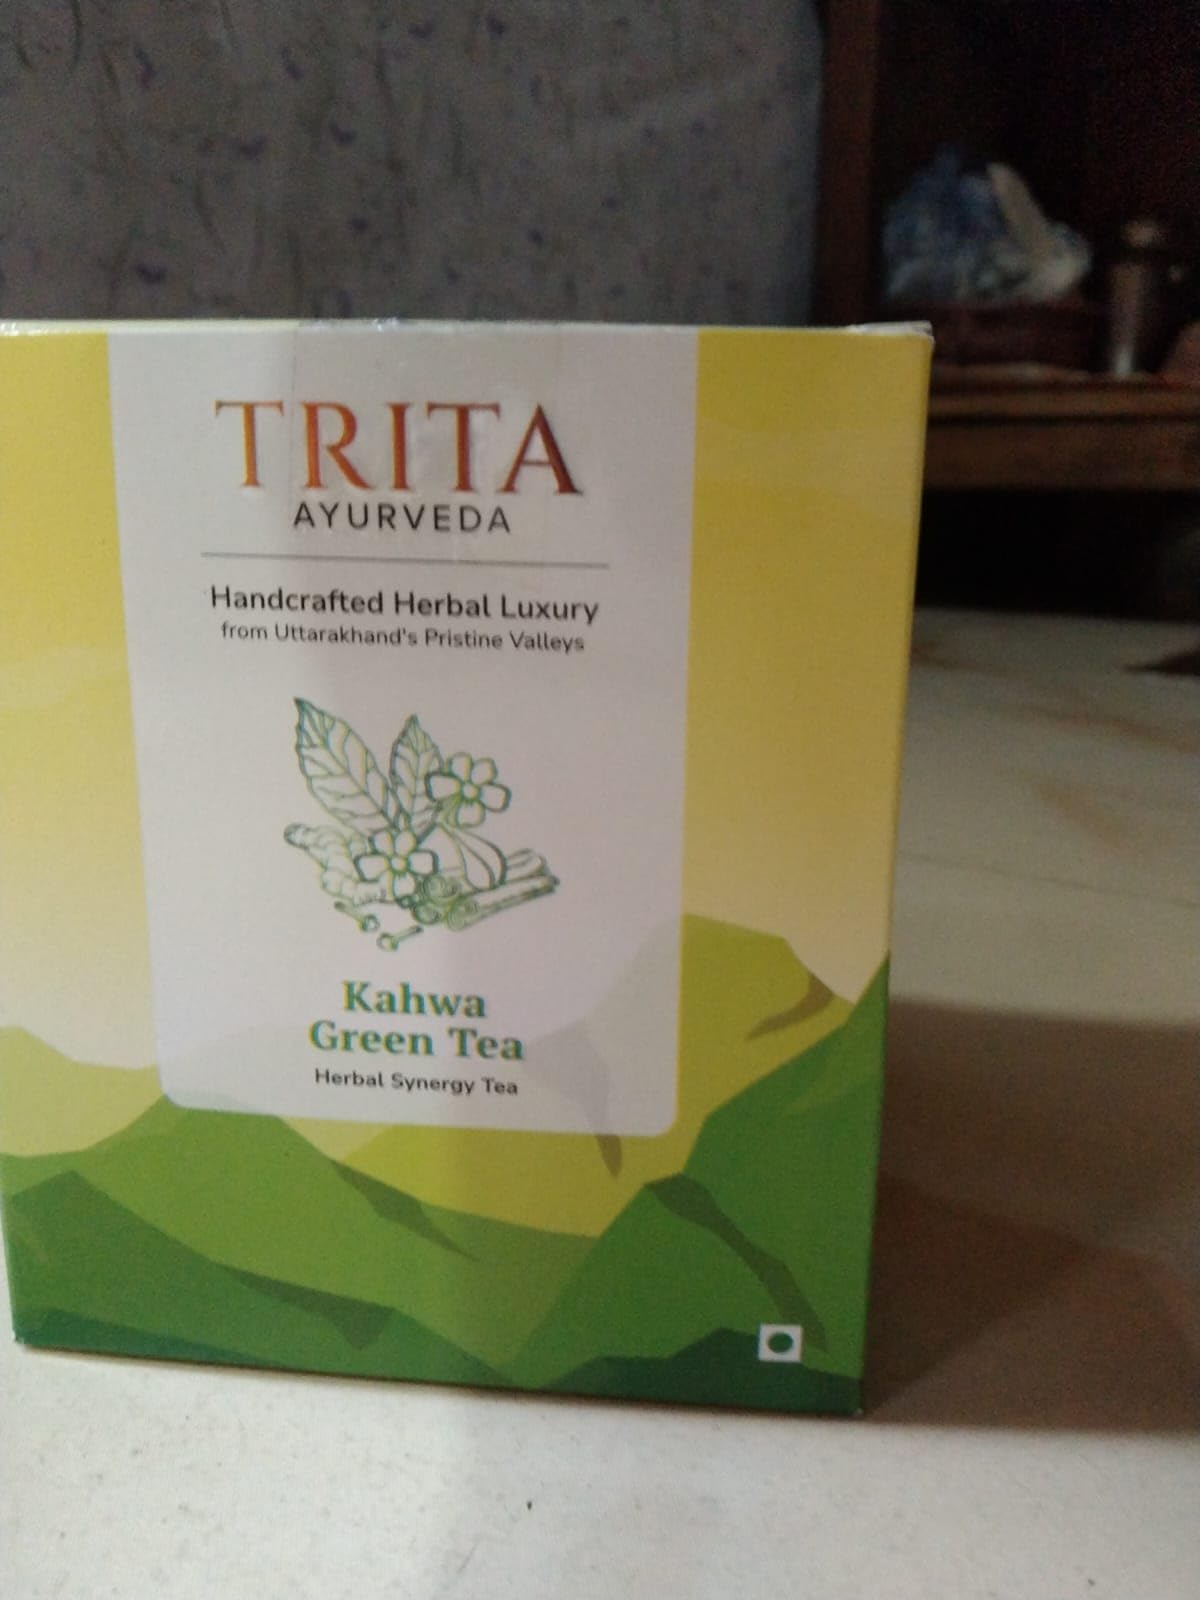 TRITA
AYURVEDA
Handcrafted Herbal Luxury
from Uttarakhand's Pristine Valleys
Kahwa
Green Tea
Herbal Synergy Tea